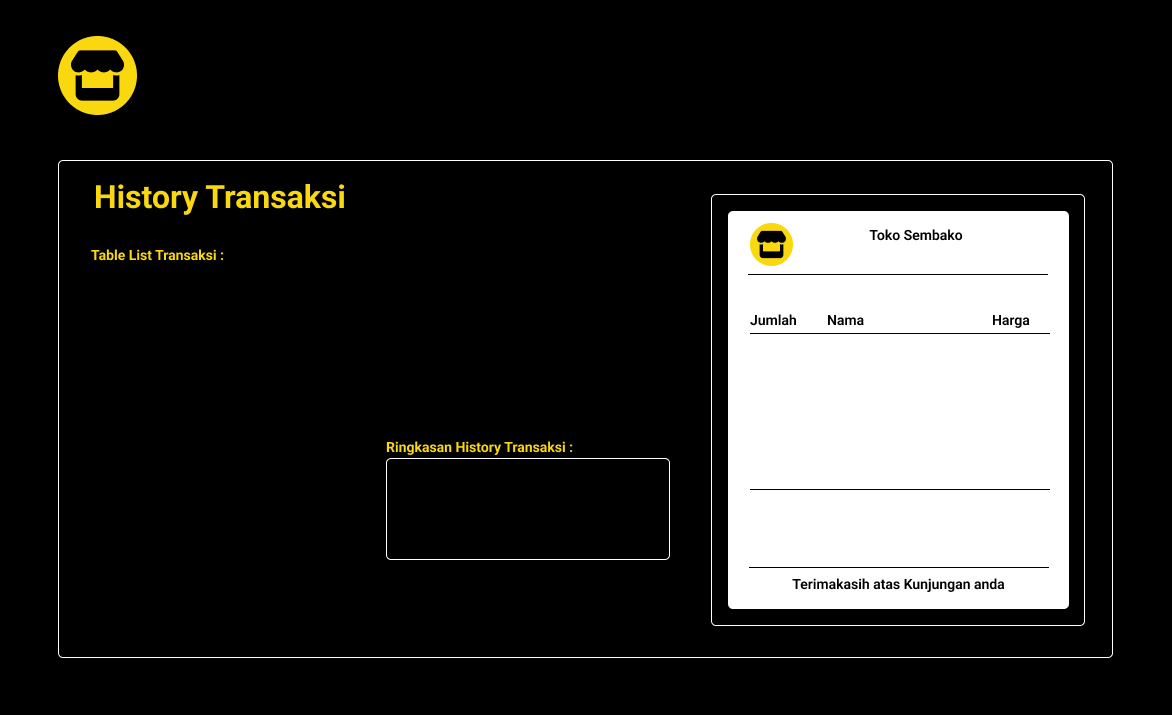 History Transaksi
Table List Transaksi :
Ringkasan History Transaksi :
Toko Sembako
Jumlah Nama Harga
Terimakasih atas Kunjungan anda